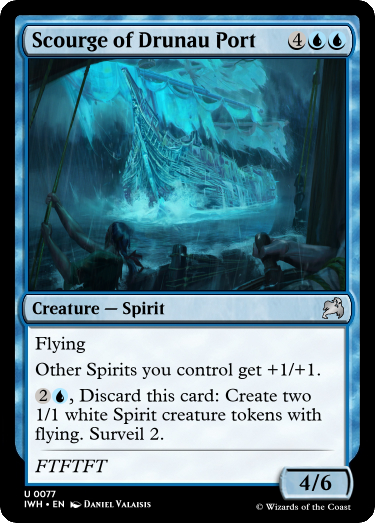 Scourge of Drunau Port 4
Creature — Spirit
Flying
Other Spirits you control get +1/+1.
2, Discard this card: Create two
1/1 white Spirit creature tokens with
flying. Surveil 2.
FTFTFT
4/6
U 0077
IWH • EN Daniel Valaisis
© Wizards of the Coast